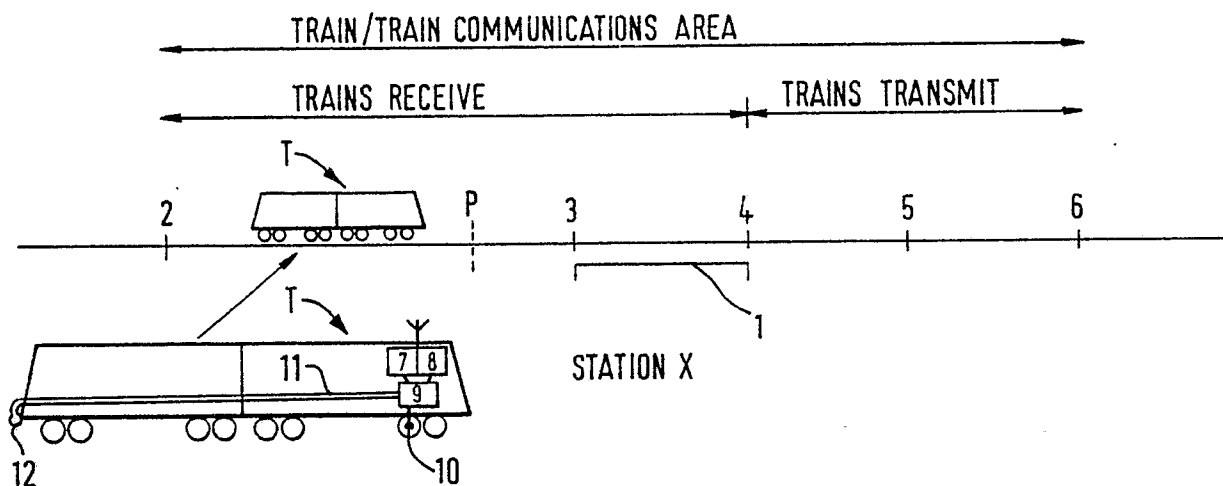 TRAIN/TRAIN COMMUNICATIONS AREA
TRAINS RECEIVE TRAINS TRANSMIT
T
2 P 3 4 5 6
T 1
7 8 STATION X
11
9
12 10